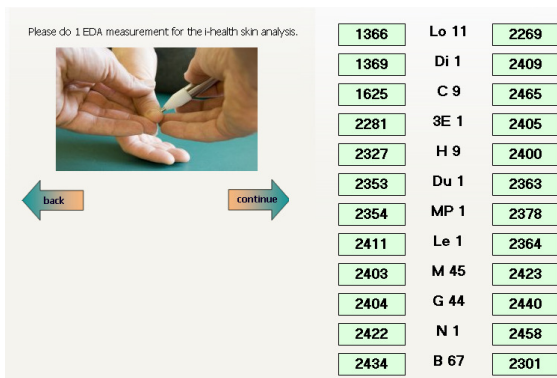 Please do 1 EDA measurement for the i-health skin analysis.
back
continue
1366 Lo 11 2269
1369 Di 1 2409
1625 C 9 2465
2281 3E 1 2405
2327 H 9 2400
2353 Du 1 2363
2354 MP 1 2378
2411 Le 1 2364
2403 M 45 2423
2404 G 44 2440
2422 N 1 2458
2434 B 67 2301